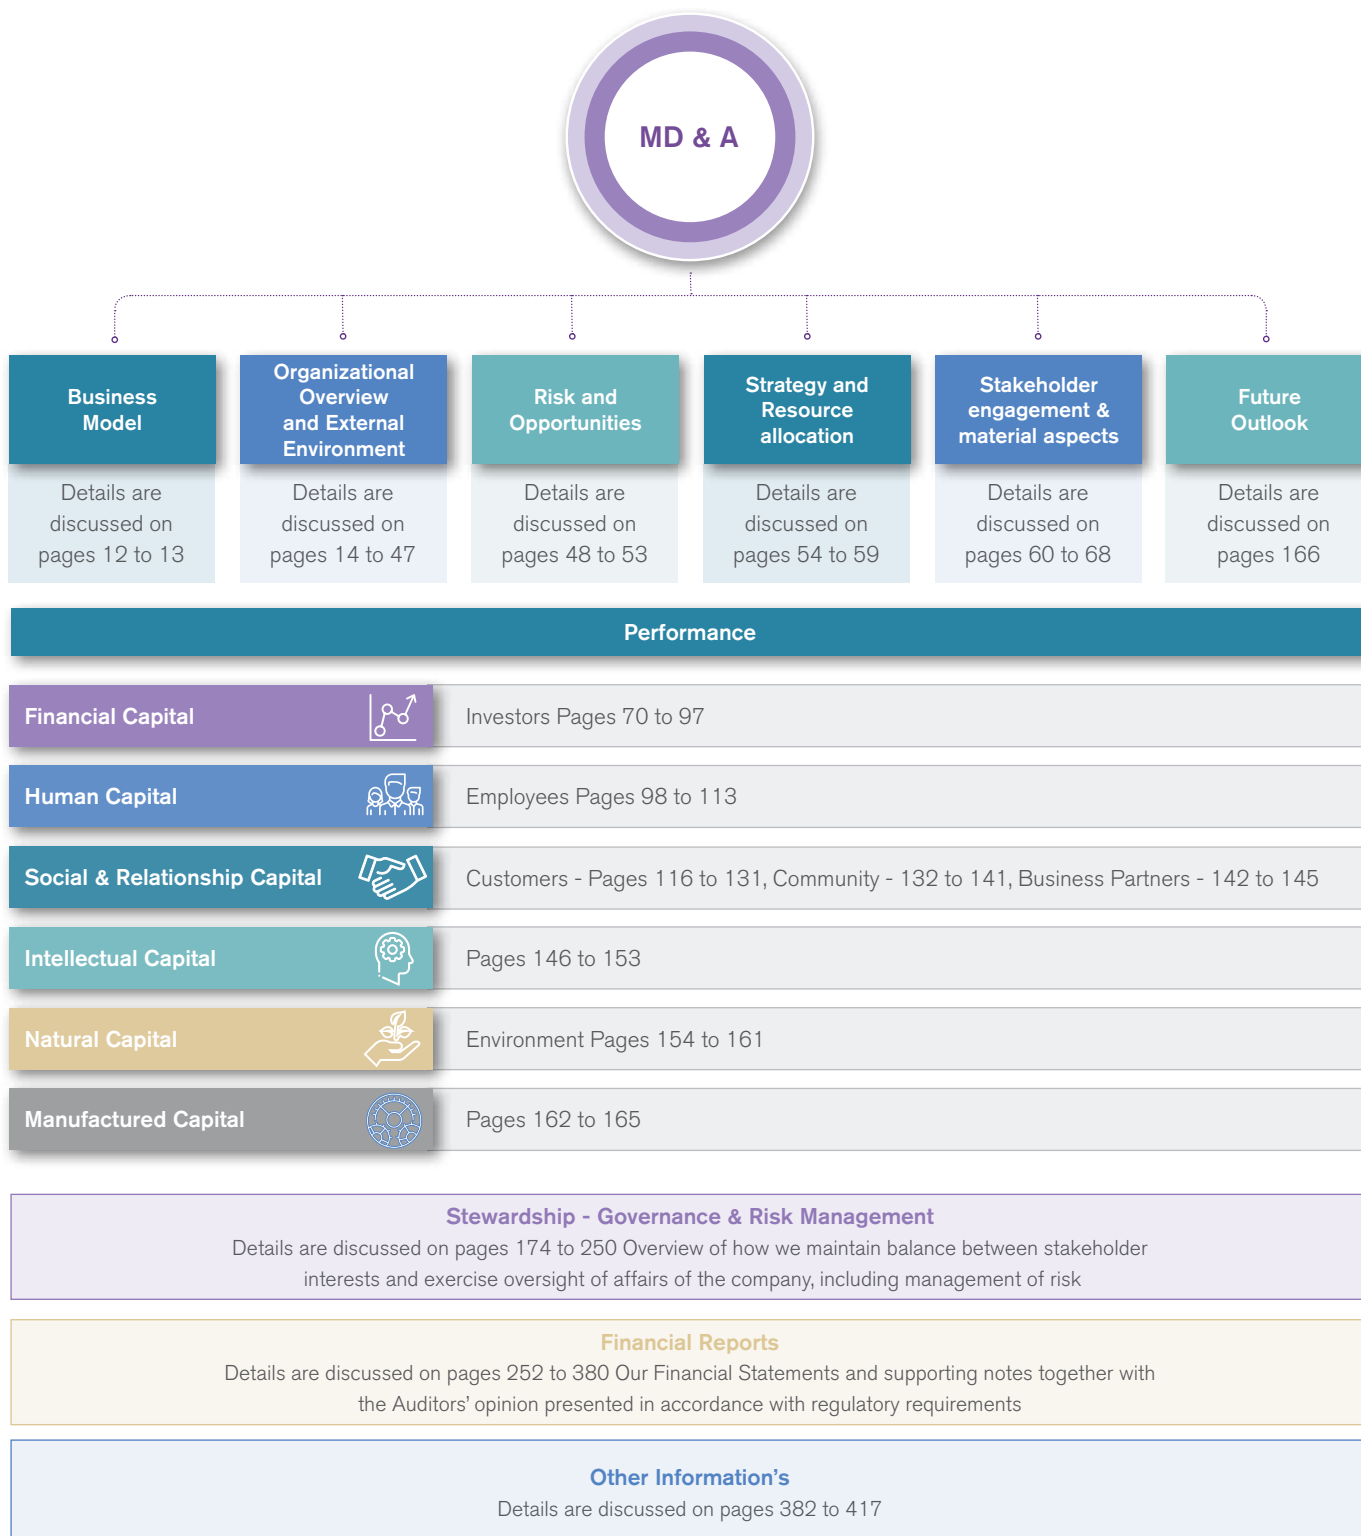 MD & A
Business
Model
Details are
discussed on
pages 12 to 13
Organizational
Overview
and External
Environment
Details are
discussed on
pages 14 to 47
Risk and
Opportunities
Details are
discussed on
pages 48 to 53
Strategy and
Resource
allocation
Details are
discussed on
pages 54 to 59
Stakeholder
engagement &
material aspects
Details are
discussed on
pages 60 to 68
Future
Outlook
Details are
discussed on
pages 166
Performance
Financial Capital
Investors Pages 70 to 97
Human Capital
Employees Pages 98 to 113
Social & Relationship Capital
Customers - Pages 116 to 131, Community - 132 to 141, Business Partners - 142 to 145
Intellectual Capital
Pages 146 to 153
Natural Capital
Environment Pages 154 to 161
Manufactured Capital
Pages 162 to 165
Stewardship - Governance & Risk Management
Details are discussed on pages 174 to 250 Overview of how we maintain balance between stakeholder
interests and exercise oversight of affairs of the company, including management of risk
Financial Reports
Details are discussed on pages 252 to 380 Our Financial Statements and supporting notes together with
the Auditors’ opinion presented in accordance with regulatory requirements
Other Information’s
Details are discussed on pages 382 to 417